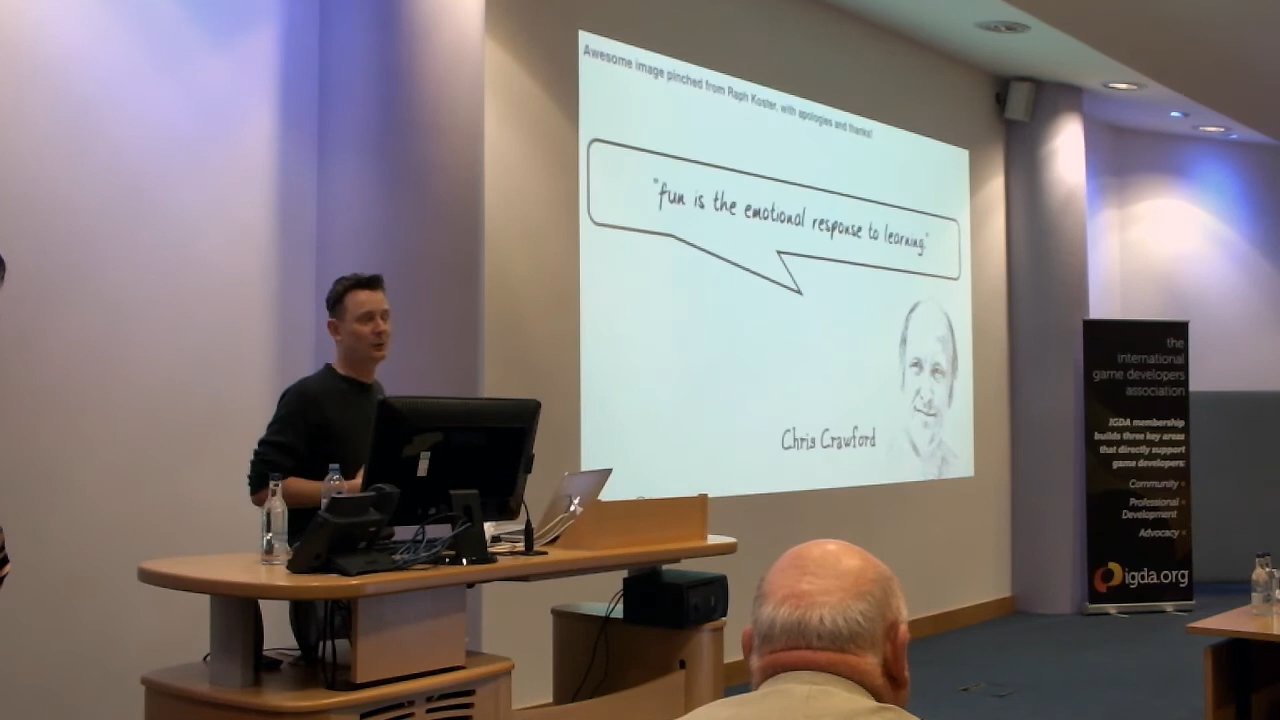 Awesome image pinched from Raph Koster, with apologies and thanks!
"fun is the emotional response to learning."
Chris Crawford
the
international
game developers
association
IGDA membership
builds three key areas
that directly support
game developers:
Community
Professional
Development
Advocacy
igda.org